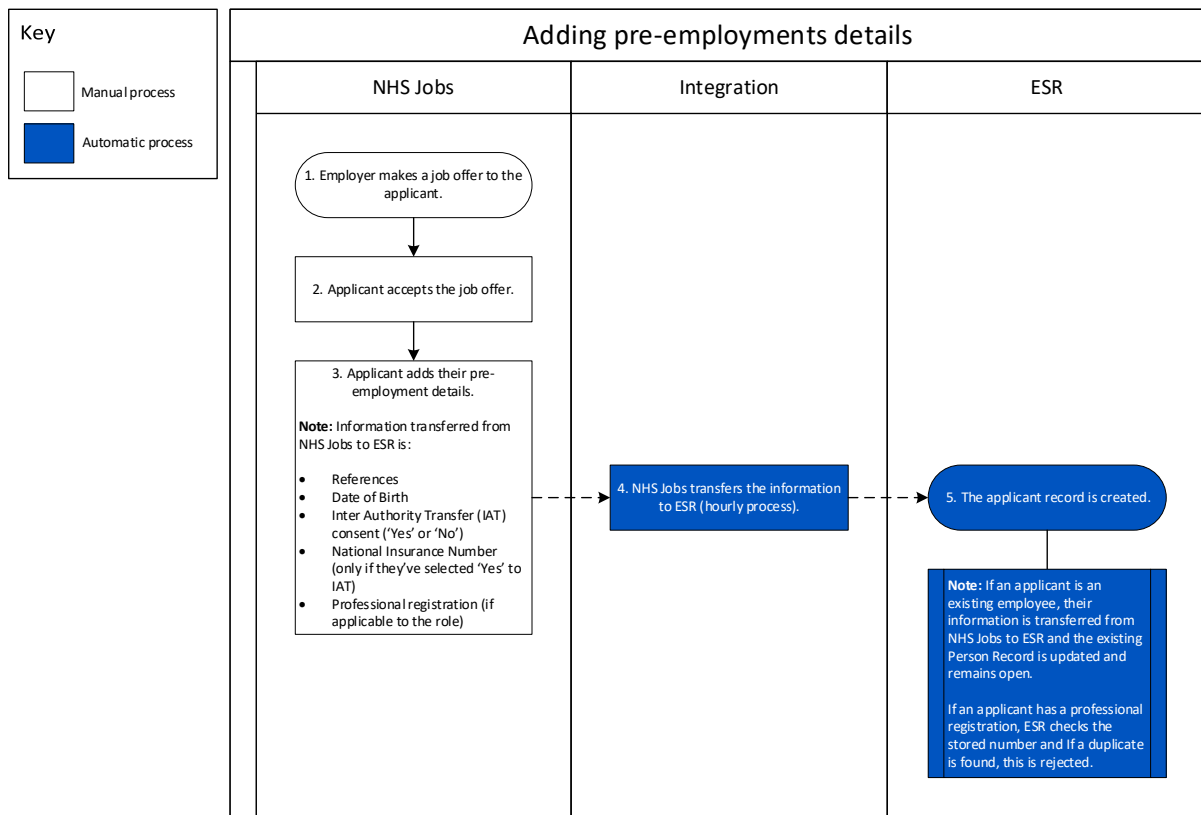 Key
Manual process
Automatic process
Adding pre-employments details
NHS Jobs
Integration
ESR
1. Employer makes a job offer to the
applicant.
2. Applicant accepts the job offer.
3. Applicant adds their pre-
employment details.
Note: Information transferred from
NHS Jobs to ESR is:
• References
• Date of Birth
• Inter Authority Transfer (IAT)
consent (‘Yes’ or ‘No’)
• National Insurance Number
(only if they’ve selected ‘Yes’ to
IAT)
• Professional registration (if
applicable to the role)
4. NHS Jobs transfers the information
to ESR (hourly process).
5. The applicant record is created.
Note: If an applicant is an
existing employee, their
information is transferred from
NHS Jobs to ESR and the existing
Person Record is updated and
remains open.
If an applicant has a professional
registration, ESR checks the
stored number and If a duplicate
is found, this is rejected.